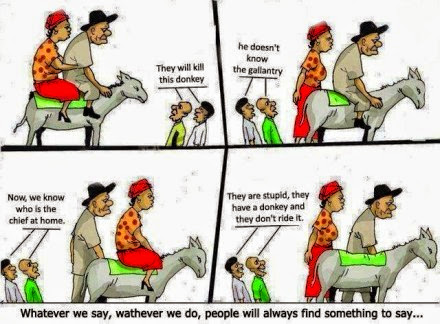 They will kill
this donkey
he doesn't
know
the gallantry
Now, we know
who is the
chief at home.
They are stupid, they
have a donkey and
they don't ride it.
Whatever we say, wathever we do, people will always find something to say...